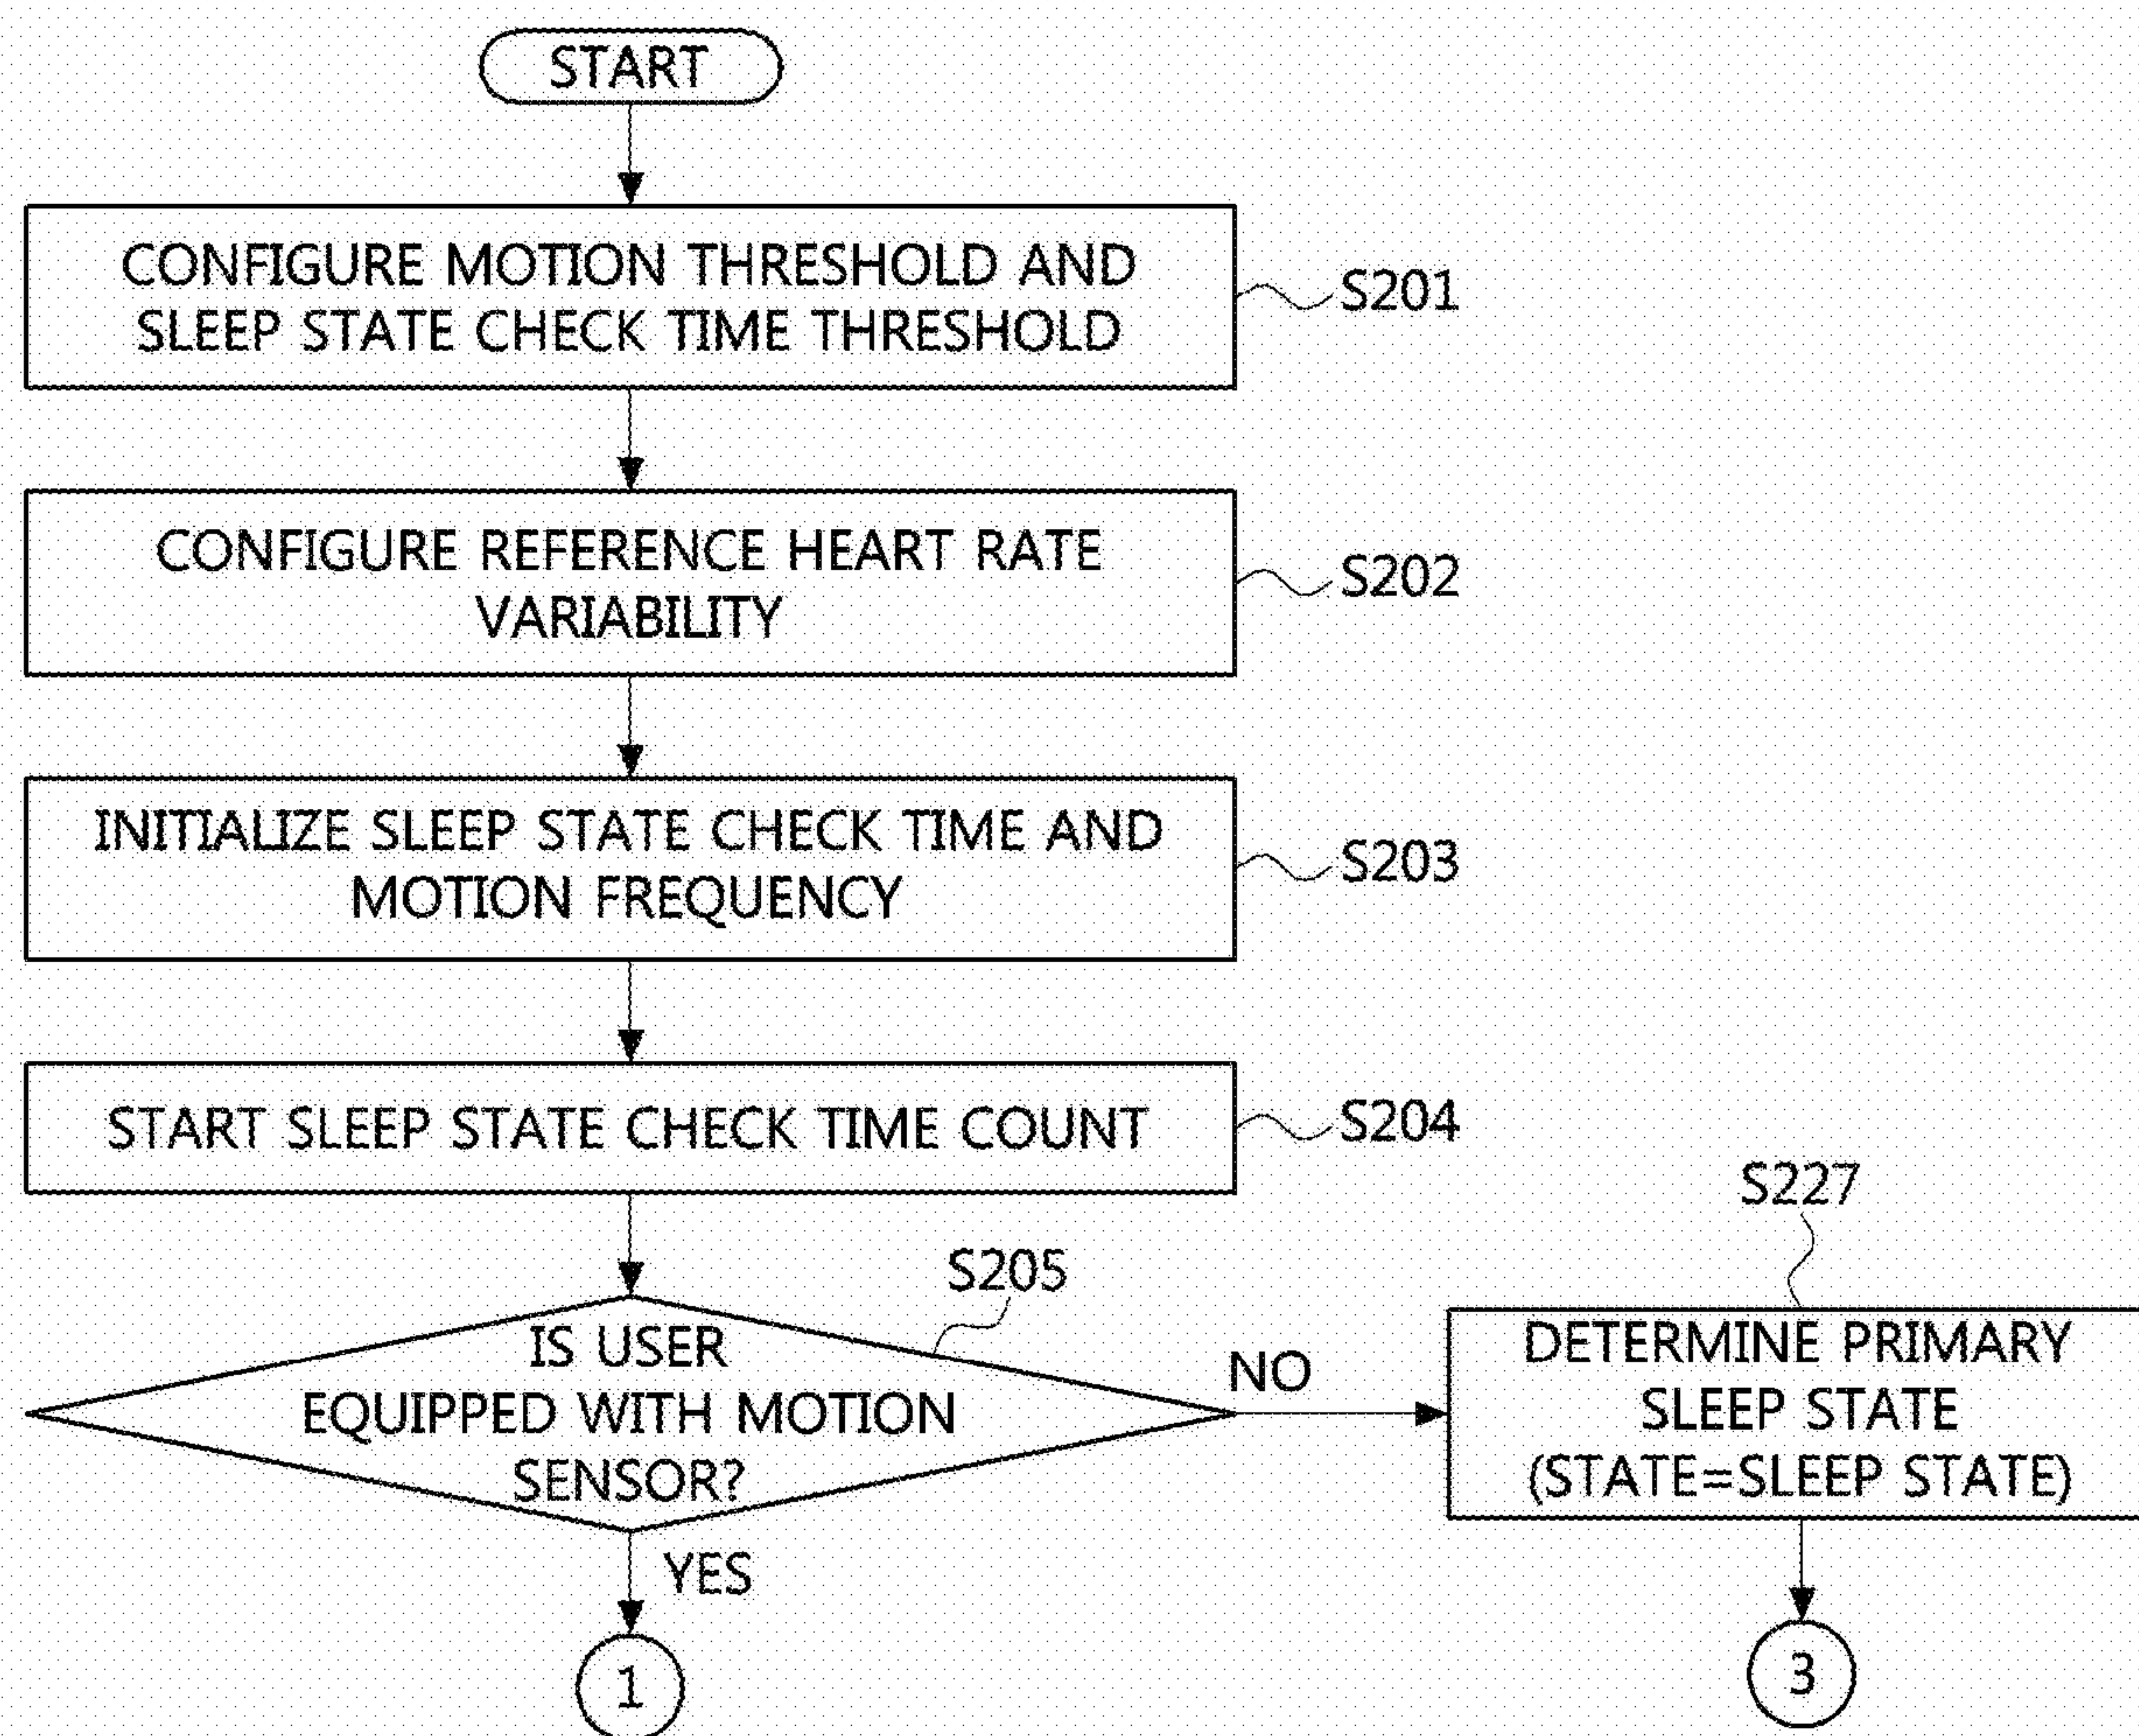 START
CONFIGURE MOTION THRESHOLD AND
SLEEP STATE CHECK TIME THRESHOLD
S201
CONFIGURE REFERENCE HEART RATE
VARIABILITY
S202
INITIALIZE SLEEP STATE CHECK TIME AND
MOTION FREQUENCY
S203
START SLEEP STATE CHECK TIME COUNT
S204
S205
IS USER
EQUIPPED WITH MOTION
SENSOR?
NO
YES
1
S227
DETERMINE PRIMARY
SLEEP STATE
(STATE=SLEEP STATE)
3